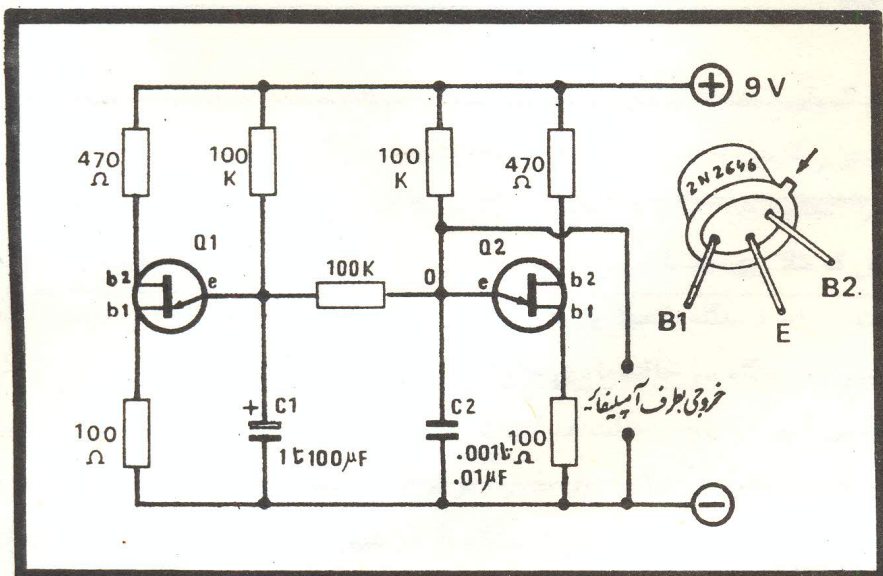 9V
470
Ω
100
K
100
K
470
Ω
2N2646
Q1
Q2
b2
b1
e
100K
0
e
b2
b1
B1
E
B2.
+
C1
1 تا 100µF
C2
.001 تا
.01µF
100
Ω
100
Ω
خروجی بطرف آمپلیفایر